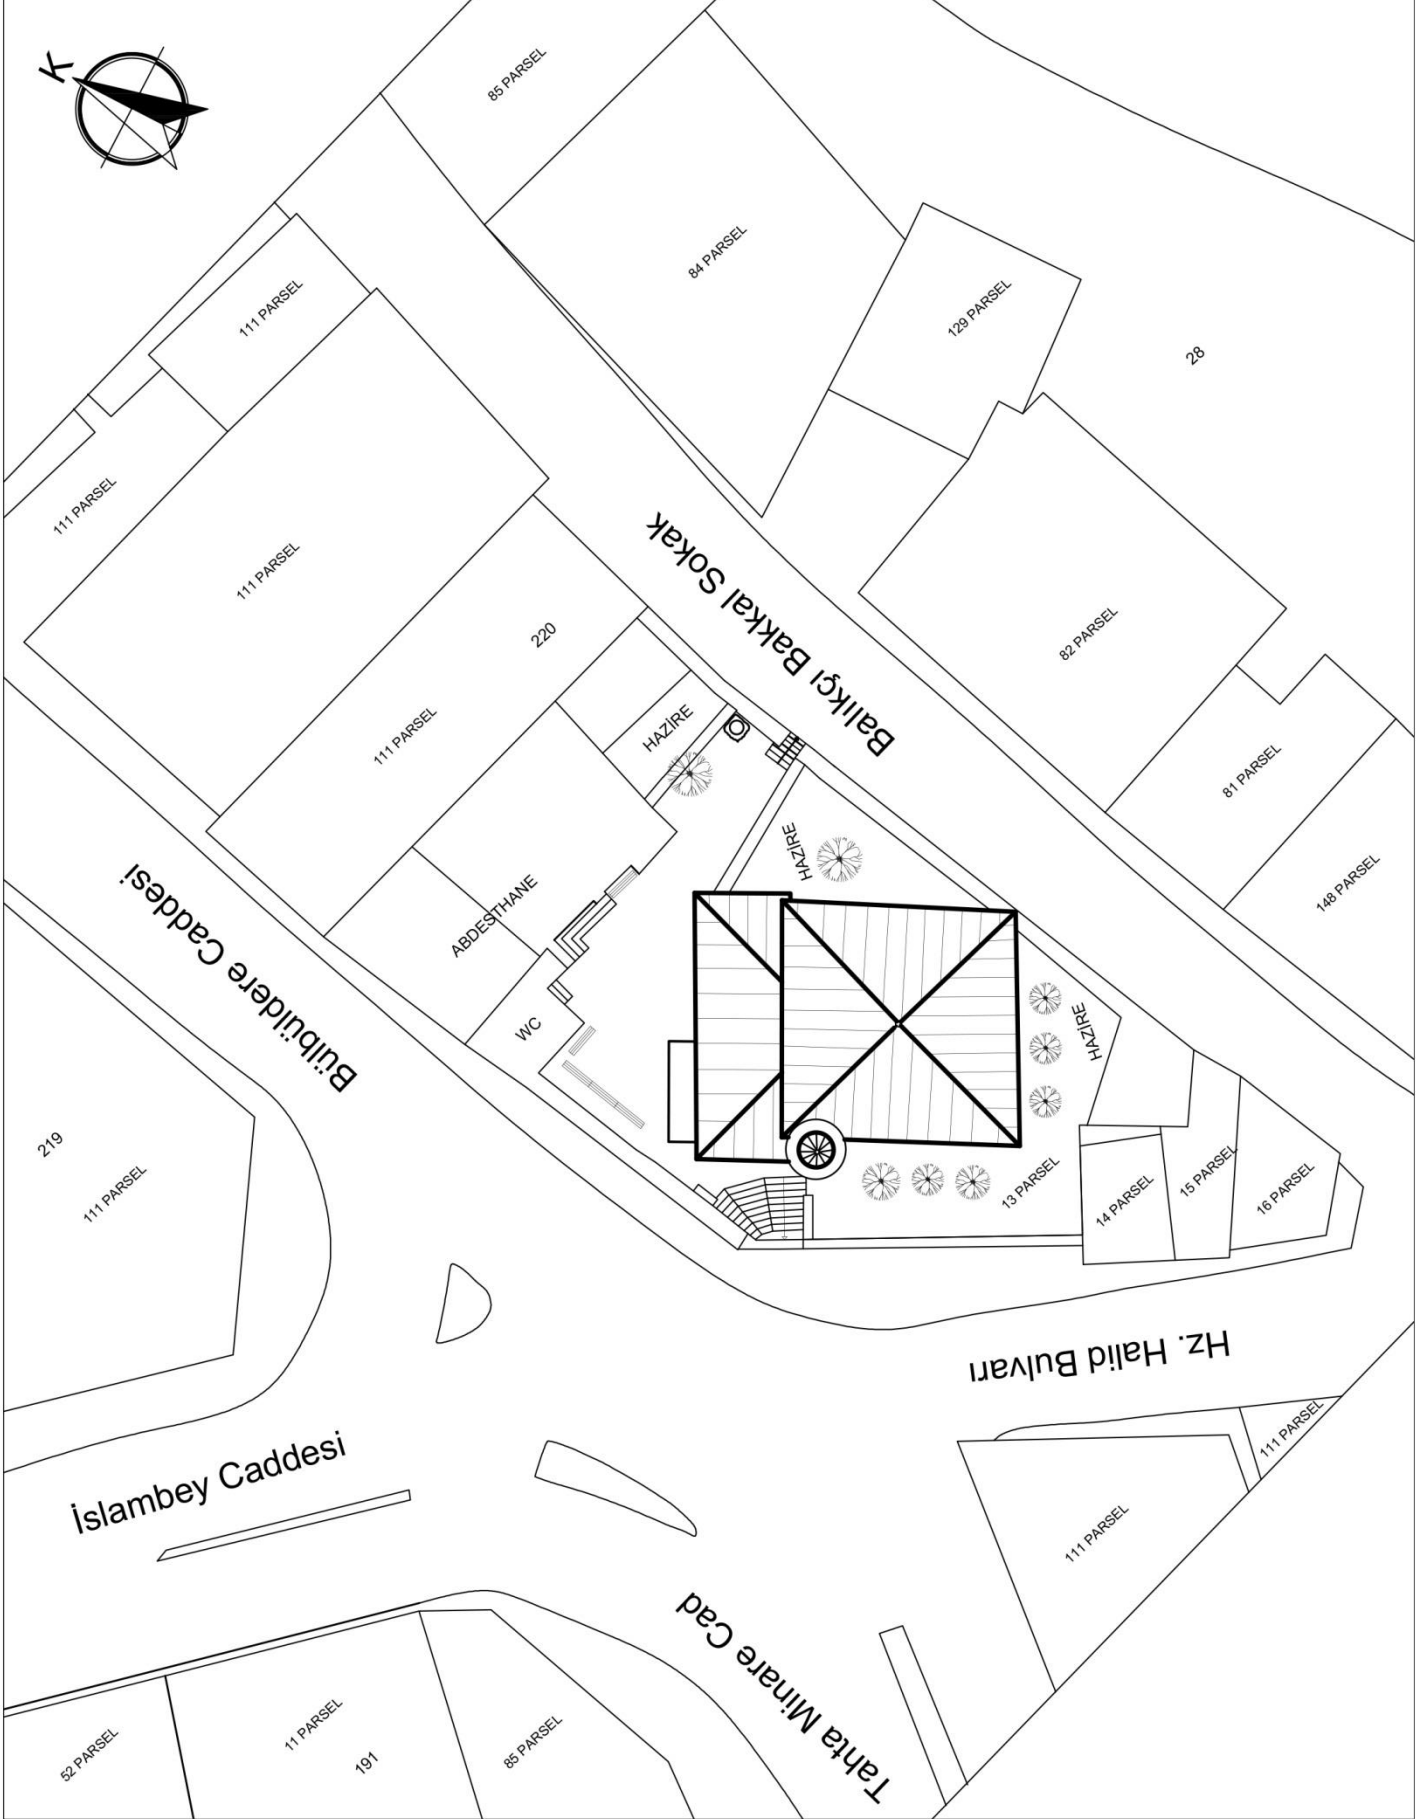 K
85 PARSEL
84 PARSEL
129 PARSEL
28
111 PARSEL
111 PARSEL
111 PARSEL
220
111 PARSEL
Balıkçı Bakkal Sokak
82 PARSEL
81 PARSEL
148 PARSEL
HAZİRE
HAZİRE
HAZİRE
ABDESTHANE
WC
Bülbüldere Caddesi
219
111 PARSEL
13 PARSEL
14 PARSEL
15 PARSEL
16 PARSEL
Hz. Halid Bulvarı
İslambey Caddesi
111 PARSEL
111 PARSEL
Tahta Minare Cad
52 PARSEL
11 PARSEL
191
85 PARSEL